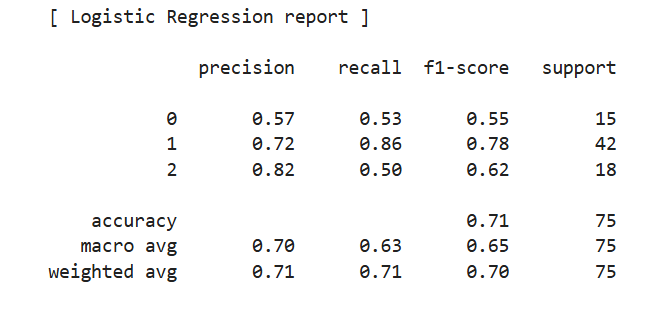 [ Logistic Regression report ]
precision recall f1-score support
0 0.57 0.53 0.55 15
1 0.72 0.86 0.78 42
2 0.82 0.50 0.62 18
accuracy 0.71 75
macro avg 0.70 0.63 0.65 75
weighted avg 0.71 0.71 0.70 75